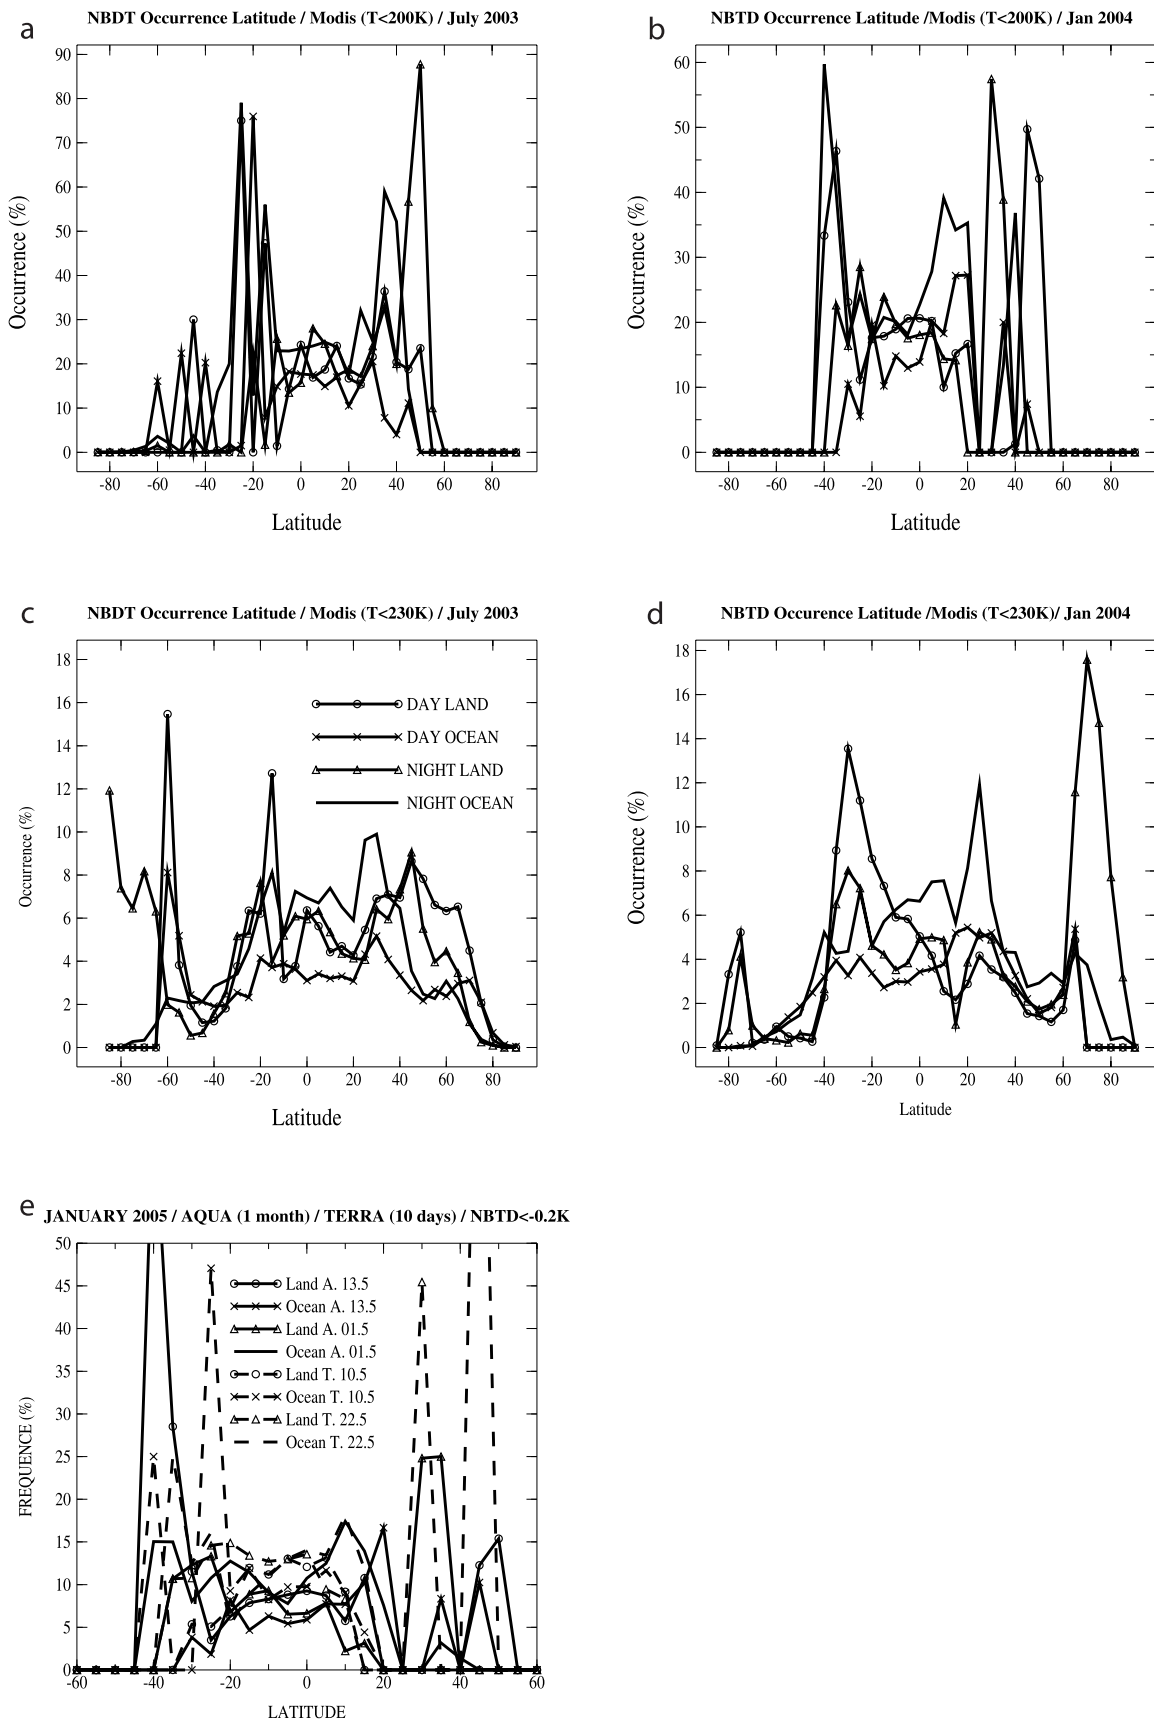 a
NBDT Occurrence Latitude / Modis (T<200K) / July 2003
90
80
70
60
50
40
30
20
10
0
Occurrence (%)
-80 -60 -40 -20 0 20 40 60 80
Latitude
b
NBTD Occurrence Latitude /Modis (T<200K) / Jan 2004
60
50
40
30
20
10
0
Occurrence (%)
-80 -60 -40 -20 0 20 40 60 80
Latitude
c
NBDT Occurrence Latitude / Modis (T<230K) / July 2003
18
16
14
12
10
8
6
4
2
0
Occurrence (%)
DAY LAND
DAY OCEAN
NIGHT LAND
NIGHT OCEAN
-80 -60 -40 -20 0 20 40 60 80
Latitude
d
NBTD Occurence Latitude /Modis (T<230K)/ Jan 2004
18
16
14
12
10
8
6
4
2
0
Occurrence (%)
-80 -60 -40 -20 0 20 40 60 80
Latitude
e
JANUARY 2005 / AQUA (1 month) / TERRA (10 days) / NBTD<-0.2K
50
45
40
35
30
25
20
15
10
5
0
FREQUENCE (%)
Land A. 13.5
Ocean A. 13.5
Land A. 01.5
Ocean A. 01.5
Land T. 10.5
Ocean T. 10.5
Land T. 22.5
Ocean T. 22.5
-60 -40 -20 0 20 40 60
LATITUDE